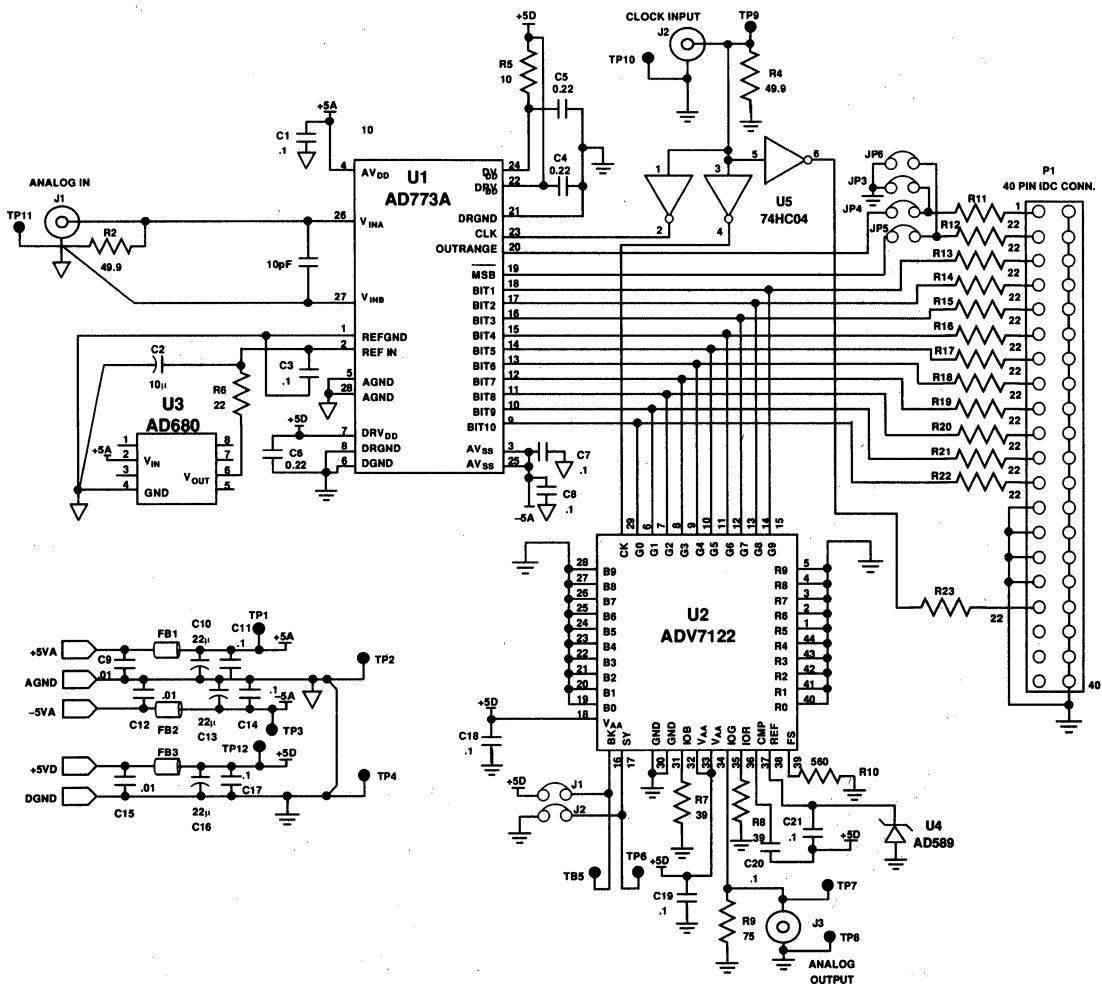 +5D
R5
10
C5
0.22
C4
0.22
CLOCK INPUT
J2
TP9
TP10
R4
49.9
+5A
C1
.1
10
4
AVDD
U1
AD773A
DVDD
24
DRVDD
22
DRGND
21
CLK
23
OUTRANGE
20
MSB
19
BIT1
18
BIT2
17
BIT3
16
BIT4
15
BIT5
14
BIT6
13
BIT7
12
BIT8
11
BIT9
10
BIT10
9
AVSS
3
AVSS
25
ANALOG IN
J1
TP11
R2
49.9
10pF
26
VINA
27
VINB
1
REFGND
2
REF IN
5
AGND
28
AGND
7
DRVDD
8
DRGND
6
DGND
C2
10μ
C3
.1
R6
22
U3
AD680
+5A
1
2
3
4
VIN
VOUT
GND
8
7
6
5
+5D
C6
0.22
C7
.1
C8
.1
–5A
1
2
3
4
5
6
U5
74HC04
JP6
JP3
JP4
JP5
P1
40 PIN IDC CONN.
R11
1
22
R12
22
R13
22
R14
22
R15
22
R16
22
R17
22
R18
22
R19
22
R20
22
R21
22
R22
22
R23
22
40
29
6
7
8
9
10
11
12
13
14
15
CK
G0
G1
G2
G3
G4
G5
G6
G7
G8
G9
U2
ADV7122
28
B9
27
B8
26
B7
25
B6
24
B5
23
B4
22
B3
21
B2
20
B1
19
B0
18
VAA
R9
5
R8
4
R7
3
R6
2
R5
1
R4
44
R3
43
R2
42
R1
41
R0
40
BK
SY
GND
GND
IOB
VAA
VAA
IOG
IOR
CMP
REF
FS
16
17
30
31
32
33
34
35
36
37
38
39
+5D
C18
.1
+5D
J1
J2
TB5
TP6
R7
39
+5D
C19
.1
R8
39
C20
.1
C21
.1
+5D
560
R10
U4
AD589
R9
75
J3
TP7
TP8
ANALOG
OUTPUT
+5VA
C9
.01
FB1
C10
22μ
C11
.1
TP1
+5A
AGND
TP2
–5VA
C12
.01
FB2
22μ
C13
C14
.1
–5A
TP3
+5VD
C15
.01
FB3
22μ
C16
TP12
.1
C17
+5D
DGND
TP4